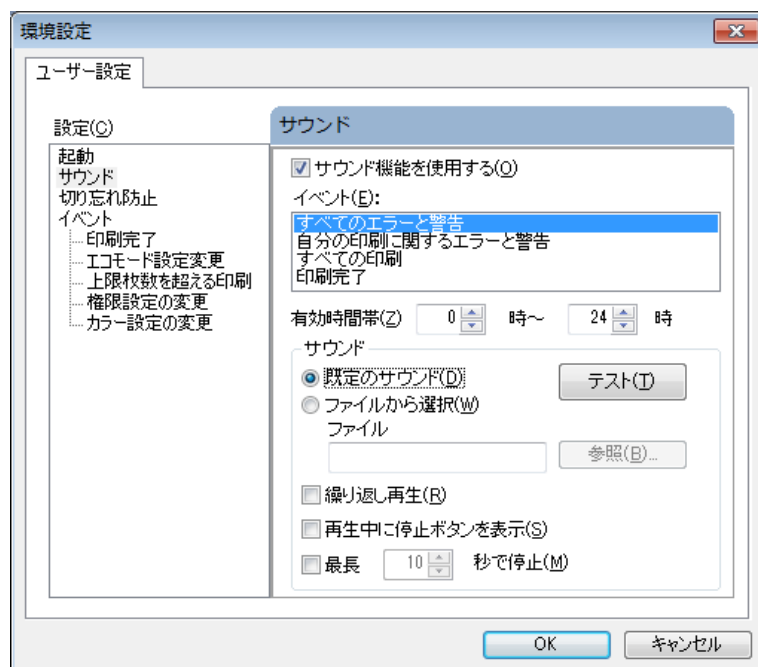 環境設定
ユーザー設定
設定(C)
起動
サウンド
切り忘れ防止
イベント
印刷完了
エコモード設定変更
上限枚数を超える印刷
権限設定の変更
カラー設定の変更
サウンド
サウンド機能を使用する(O)
イベント(E):
すべてのエラーと警告
自分の印刷に関するエラーと警告
すべての印刷
印刷完了
有効時間帯(Z) 0 時～ 24 時
サウンド
既定のサウンド(D) テスト(T)
ファイルから選択(W)
ファイル
参照(B)...
繰り返し再生(R)
再生中に停止ボタンを表示(S)
最長 10 秒で停止(M)
OK キャンセル